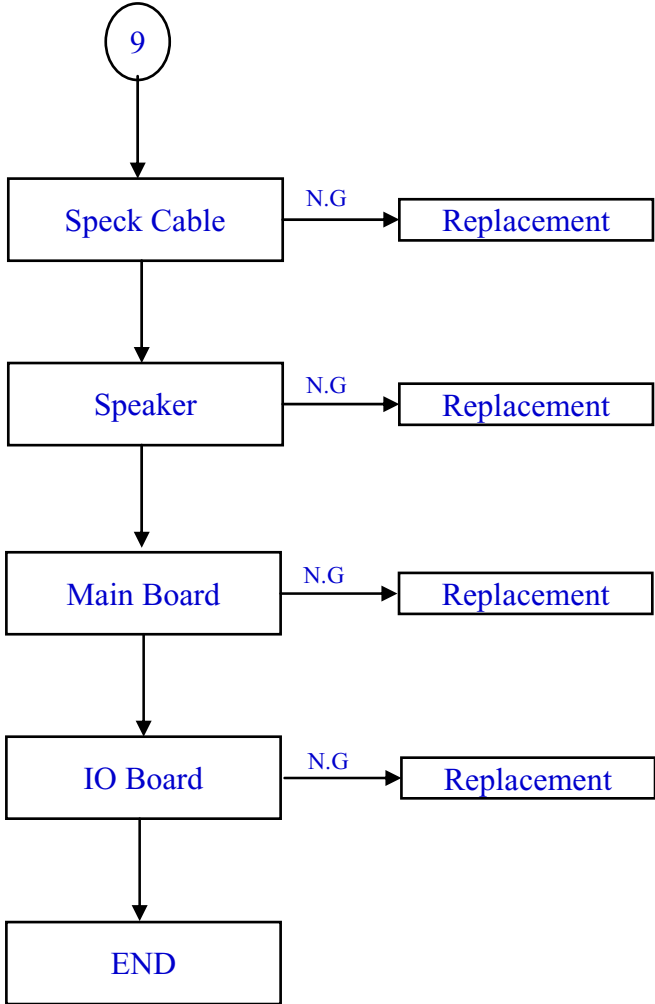 9
Speck Cable
N.G
Replacement
Speaker
N.G
Replacement
Main Board
N.G
Replacement
IO Board
N.G
Replacement
END